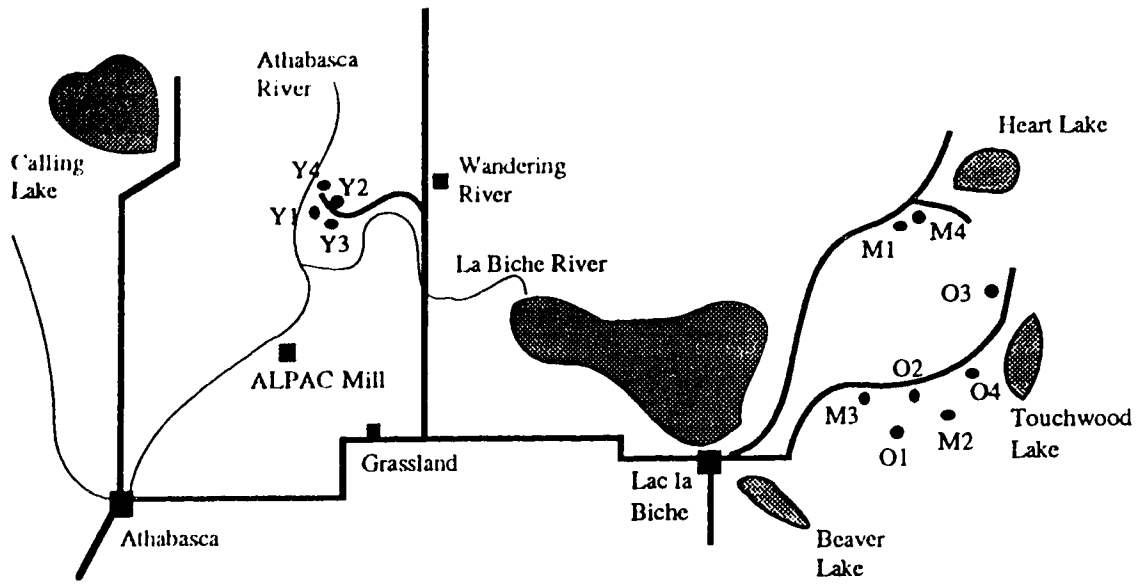 Athabasca
River
Calling
Lake
Y4
Y2
Y1
Y3
Wandering
River
La Biche River
Heart Lake
M1
M4
O3
O2
O4
M3
M2
O1
Touchwood
Lake
ALPAC Mill
Grassland
Lac la
Biche
Athabasca
Beaver
Lake